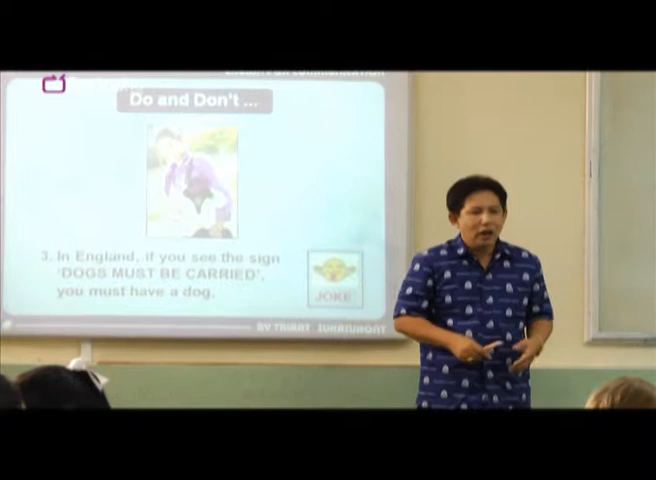 Do and Don't ...
3. In England, if you see the sign
'DOGS MUST BE CARRIED',
you must have a dog.
JOKE